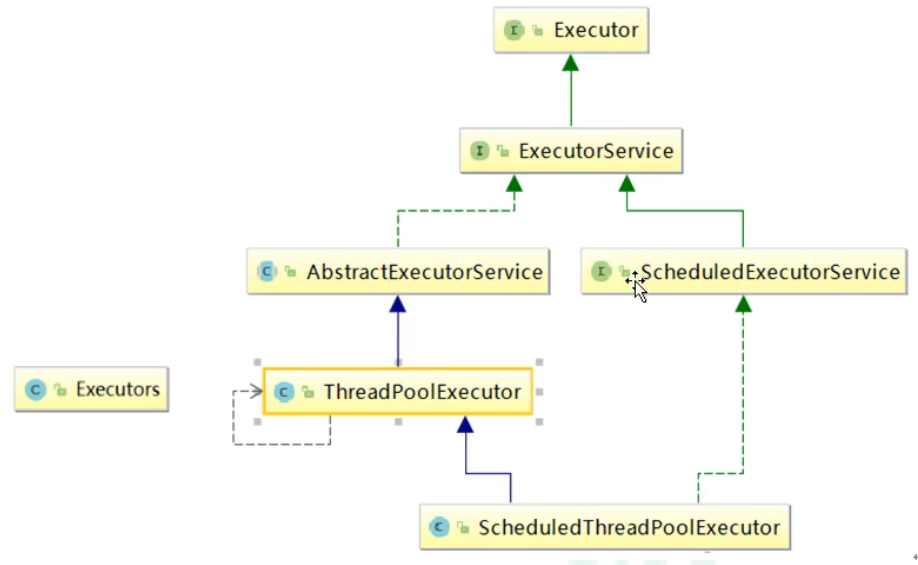 Executor
ExecutorService
AbstractExecutorService
ScheduledExecutorService
Executors
ThreadPoolExecutor
ScheduledThreadPoolExecutor